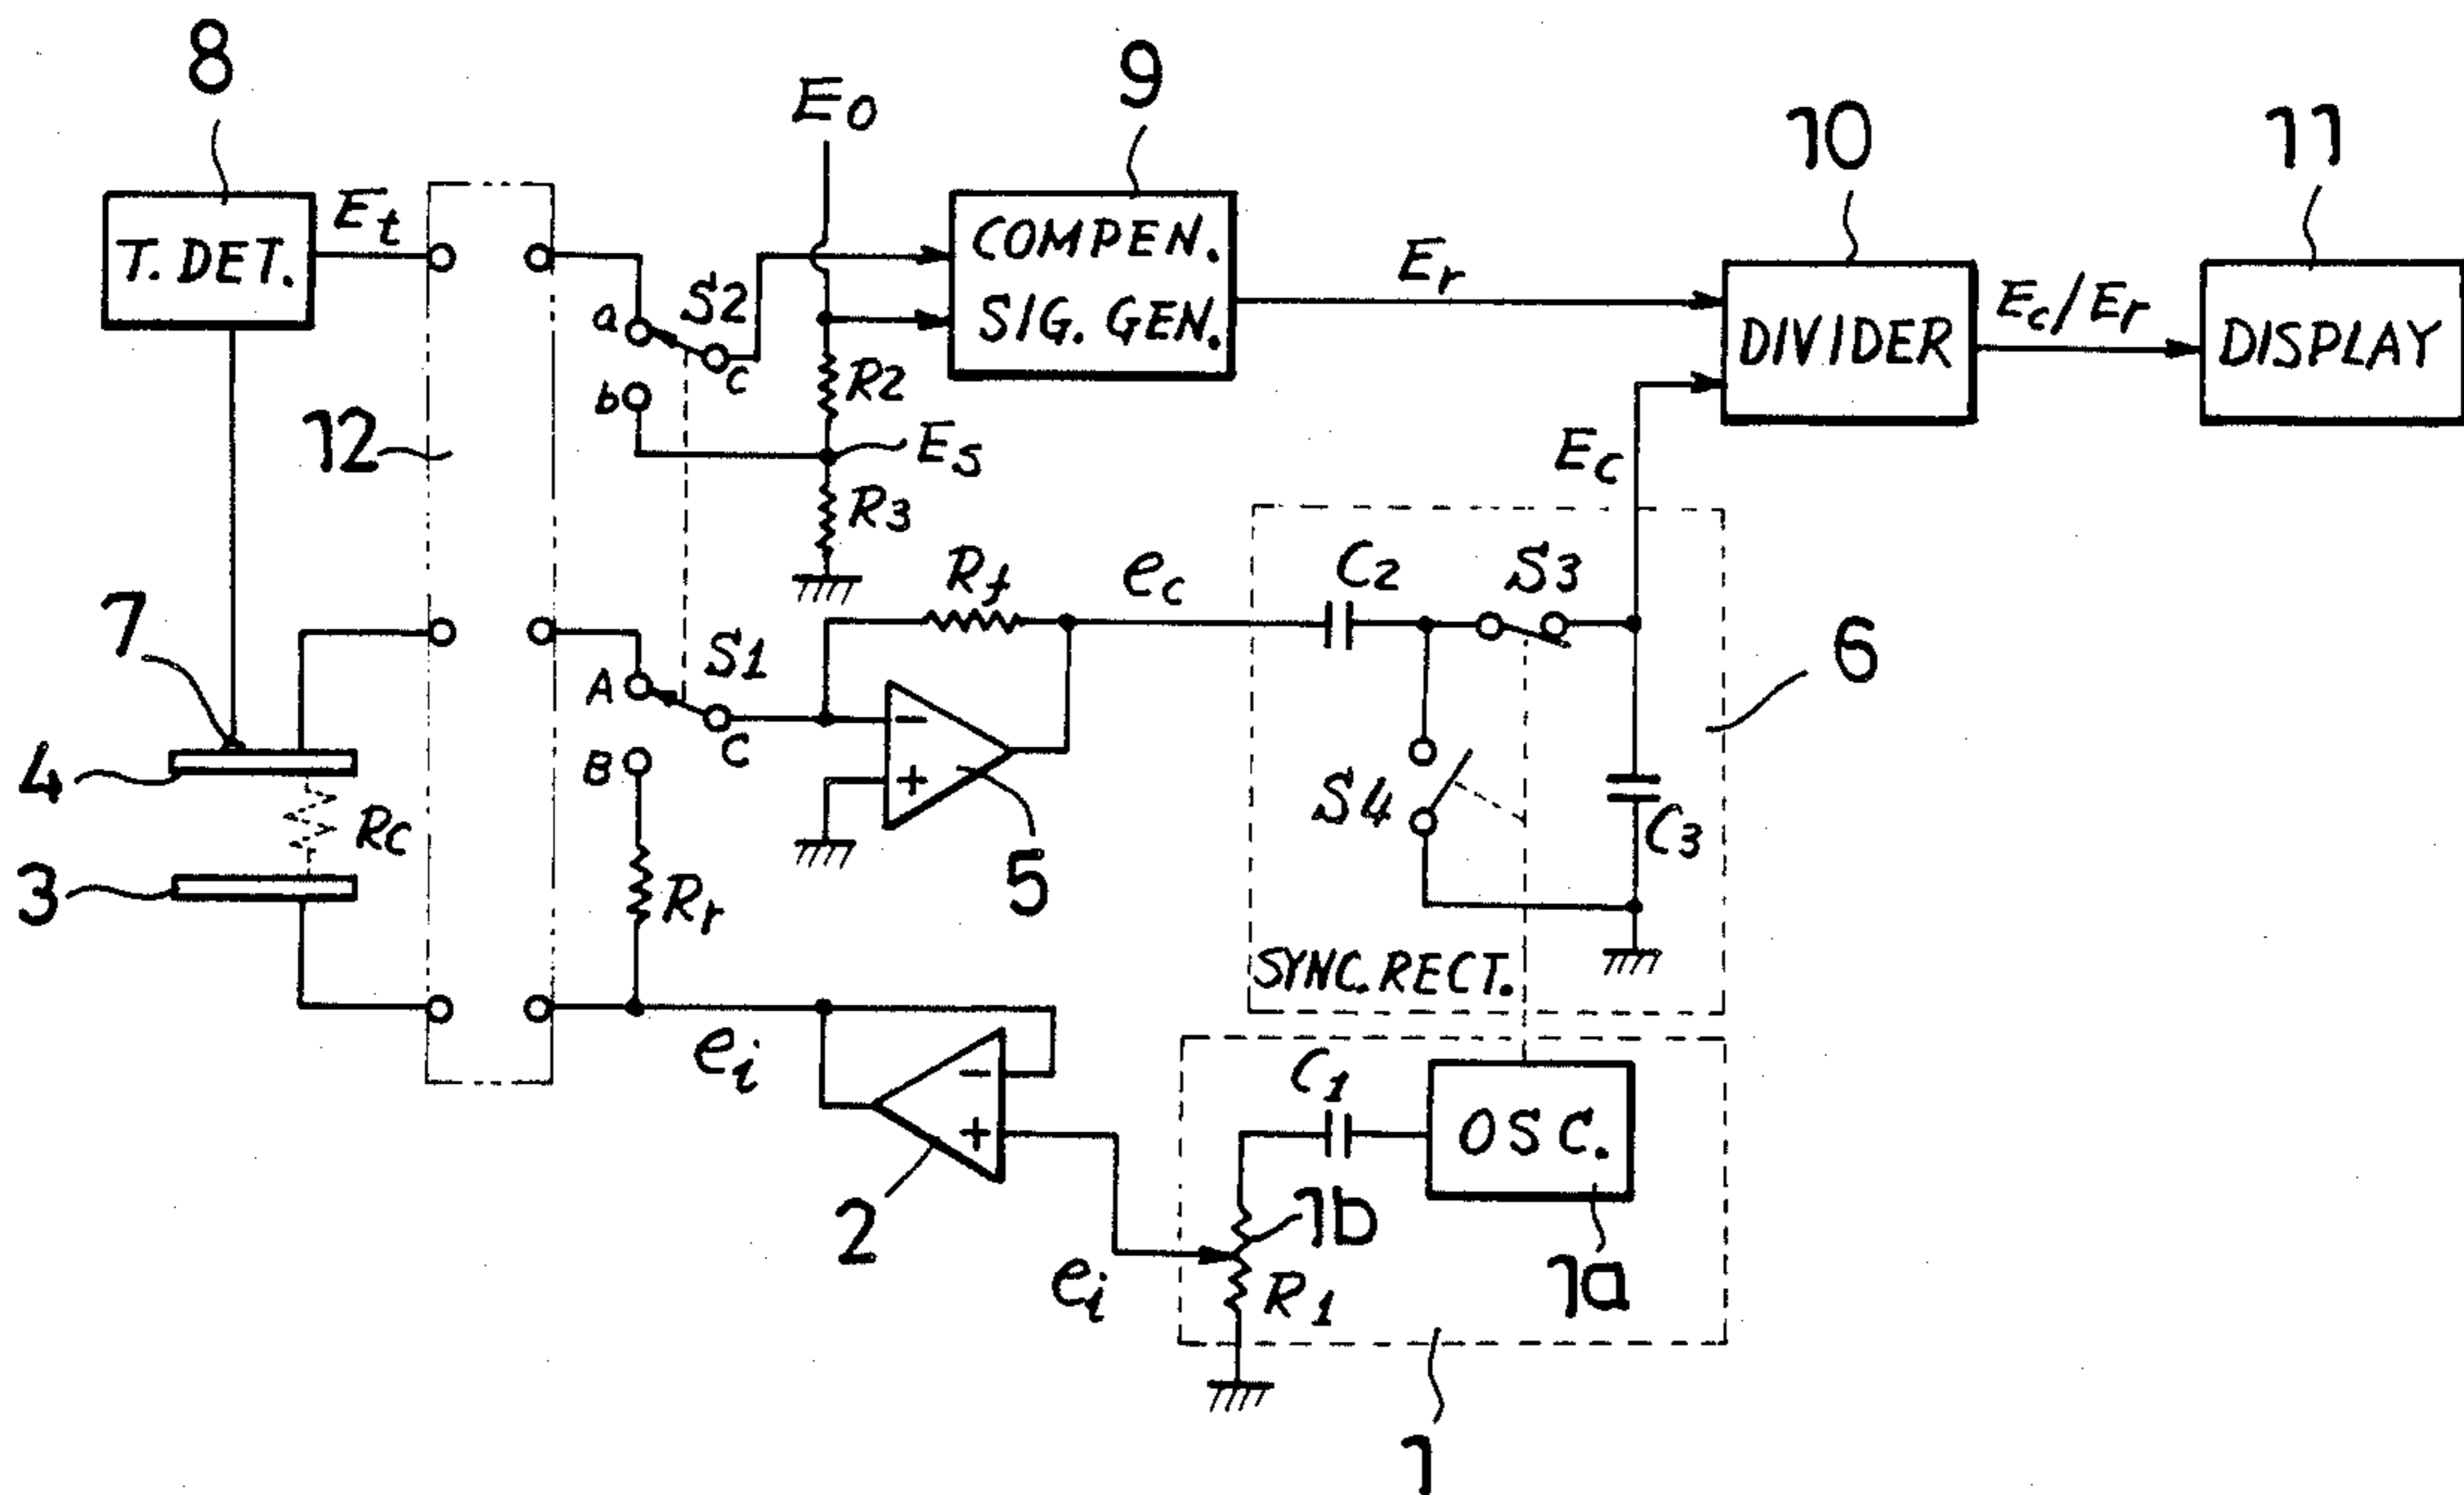 8
E0
9
10
11
T. DET.
Et
COMPEN.
SIG. GEN.
Er
DIVIDER
Ec/Er
DISPLAY
a
S2
c
b
R2
12
Es
Ec
R3
Rf
ec
C2
S3
7
A
S1
C
B
6
4
Rc
3
Rr
5
S4
C3
SYNC. RECT.
ei
C1
OSC.
2
1b
1a
ei
R1
1